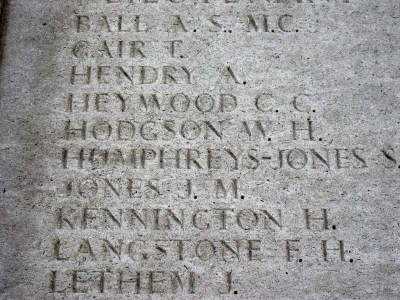 BALL A. S., M.C.
CAIR T.
HENDRY A.
HEYWOOD C. C.
HODGSON W. H.
HUMPHREYS-JONES S.
JONES J. M.
KENNINGTON H.
LANGSTONE F. H.
LETHEM J.